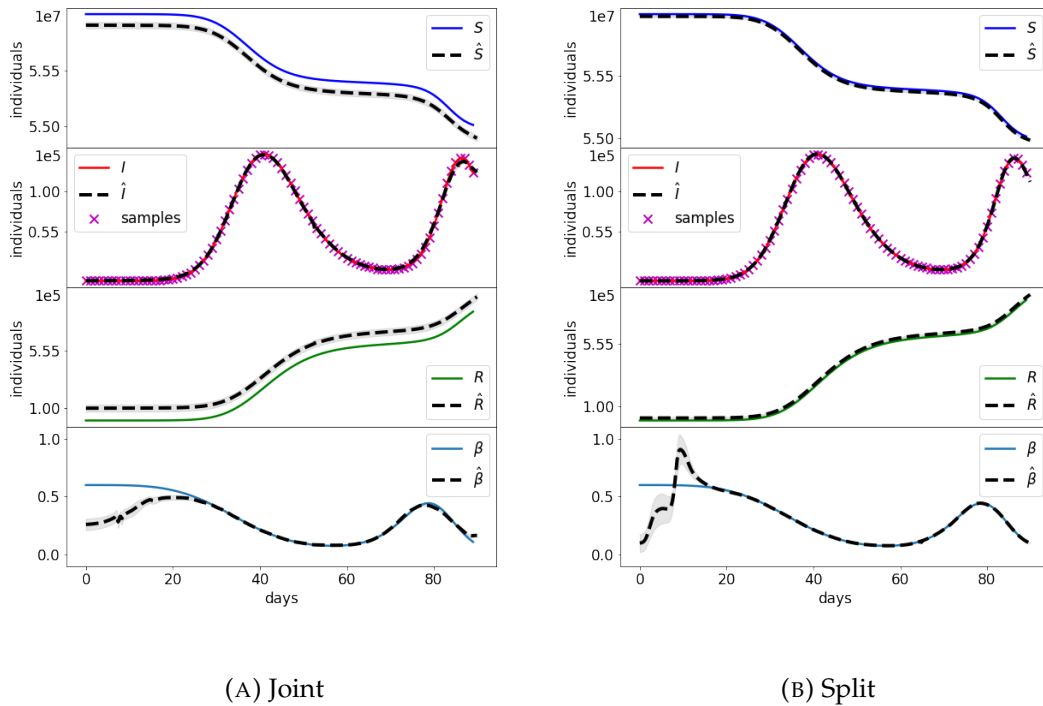 1e7
individuals
5.55
5.50
S
Ŝ
1e5
individuals
1.00
0.55
I
Î
samples
1e5
individuals
5.55
1.00
R
R̂
1.0
0.5
0.0
β
β̂
0 20 40 60 80
days
(A) Joint
1e7
individuals
5.55
5.50
S
Ŝ
1e5
individuals
1.00
0.55
I
Î
samples
1e5
individuals
5.55
1.00
R
R̂
1.0
0.5
0.0
β
β̂
0 20 40 60 80
days
(B) Split